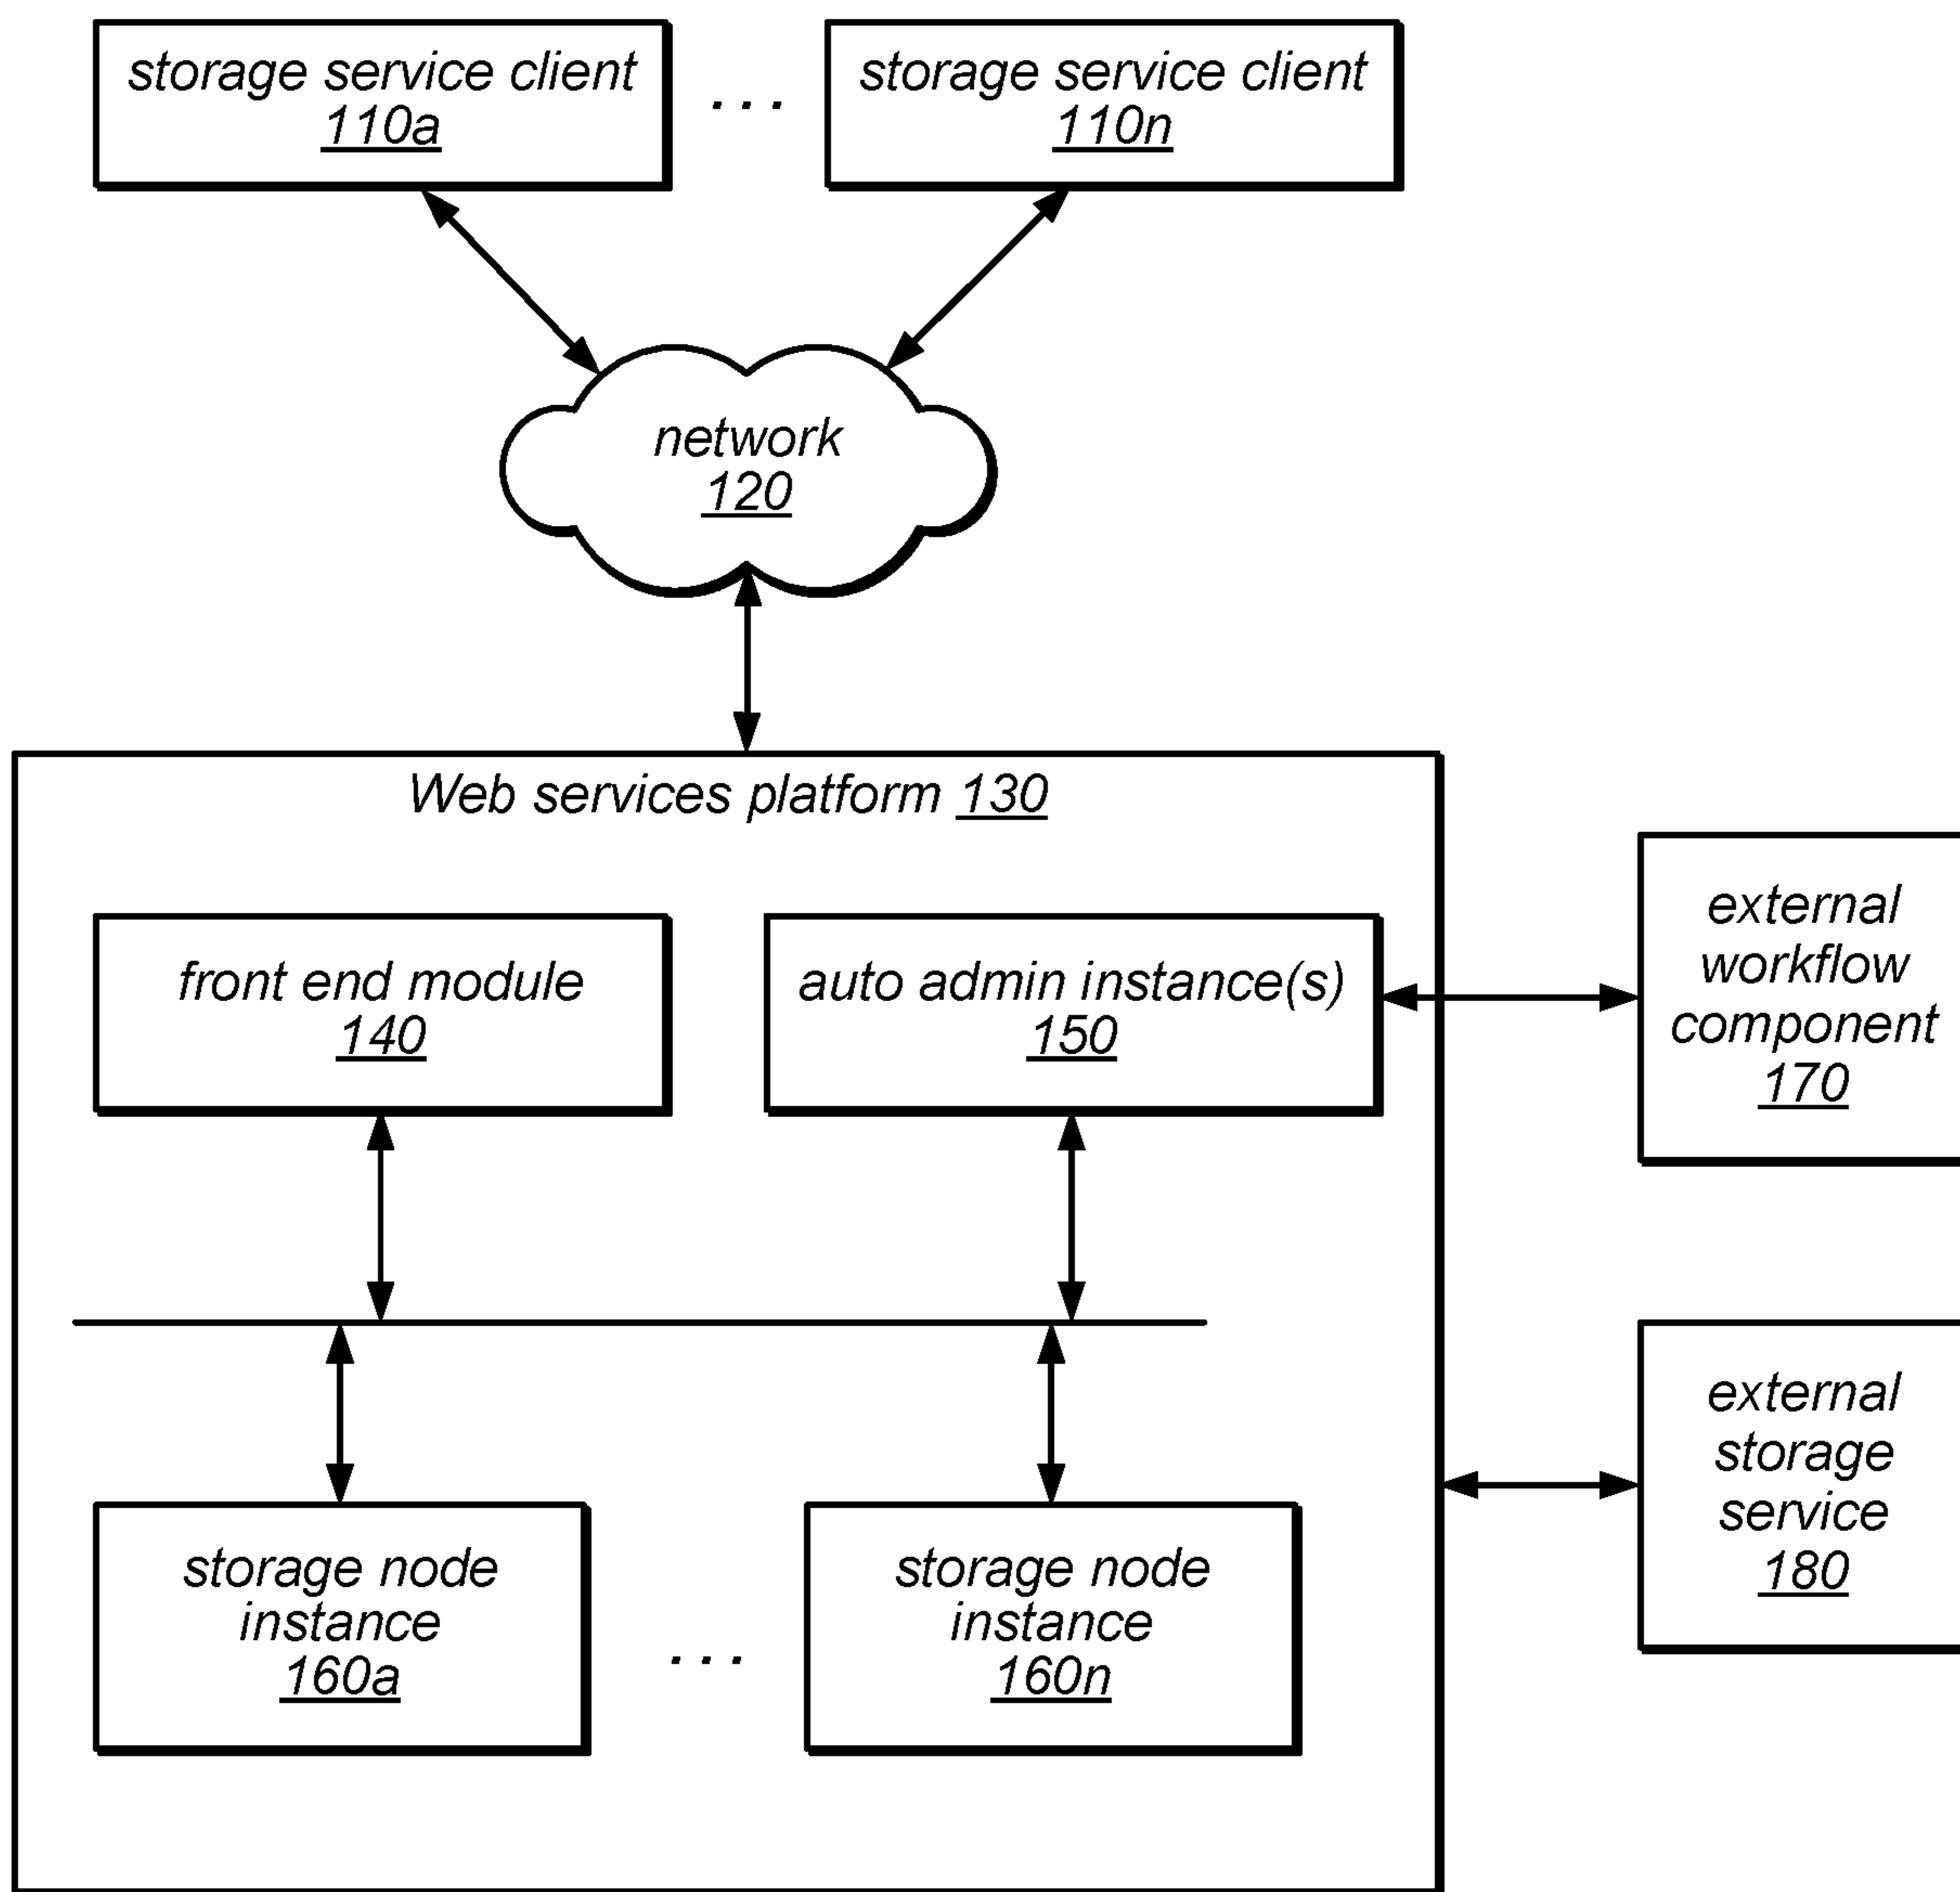 storage service client
110a
. . .
storage service client
110n
network
120
Web services platform 130
front end module
140
auto admin instance(s)
150
external
workflow
component
170
external
storage
service
180
storage node
instance
160a
. . .
storage node
instance
160n